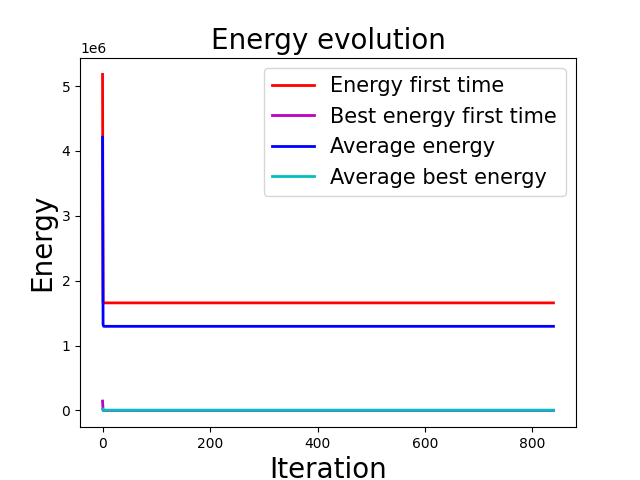 Energy evolution
1e6
Energy first time
Best energy first time
Average energy
Average best energy
5
4
3
2
1
0
Energy
0 200 400 600 800
Iteration